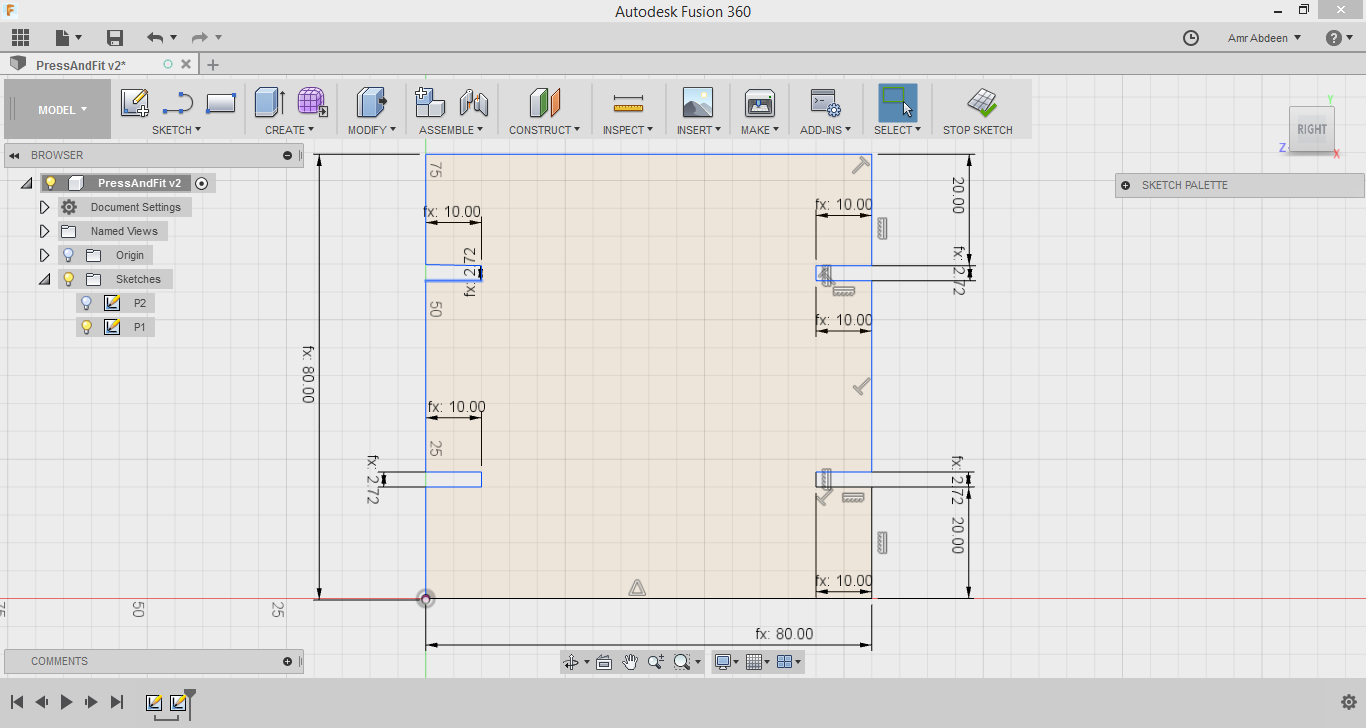 Autodesk Fusion 360
Amr Abdeen
PressAndFit v2*
MODEL
SKETCH
CREATE
MODIFY
ASSEMBLE
CONSTRUCT
INSPECT
INSERT
MAKE
ADD-INS
SELECT
STOP SKETCH
Y
RIGHT
Z
X
BROWSER
SKETCH PALETTE
PressAndFit v2
Document Settings
Named Views
Origin
Sketches
P2
P1
75
fx: 10.00
fx: 10.00
20.00
fx: 2.72
fx: 2.72
50
fx: 10.00
fx: 80.00
fx: 10.00
25
fx: 2.72
fx: 2.72
20.00
fx: 10.00
75
50
25
fx: 80.00
COMMENTS